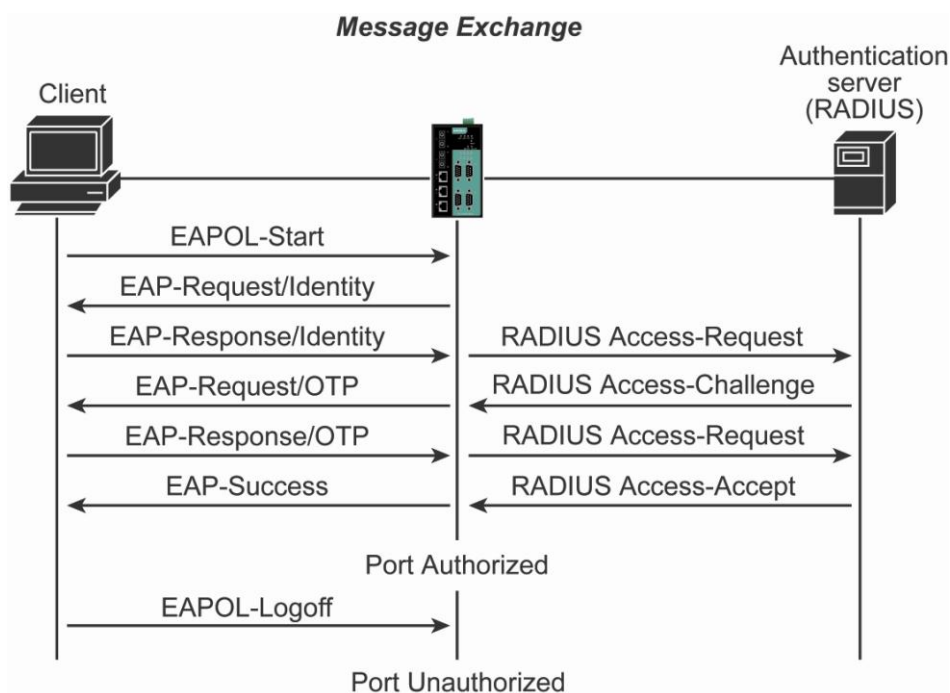 Message Exchange
Client
Authentication
server
(RADIUS)
EAPOL-Start
EAP-Request/Identity
EAP-Response/Identity
RADIUS Access-Request
EAP-Request/OTP
RADIUS Access-Challenge
EAP-Response/OTP
RADIUS Access-Request
EAP-Success
RADIUS Access-Accept
Port Authorized
EAPOL-Logoff
Port Unauthorized